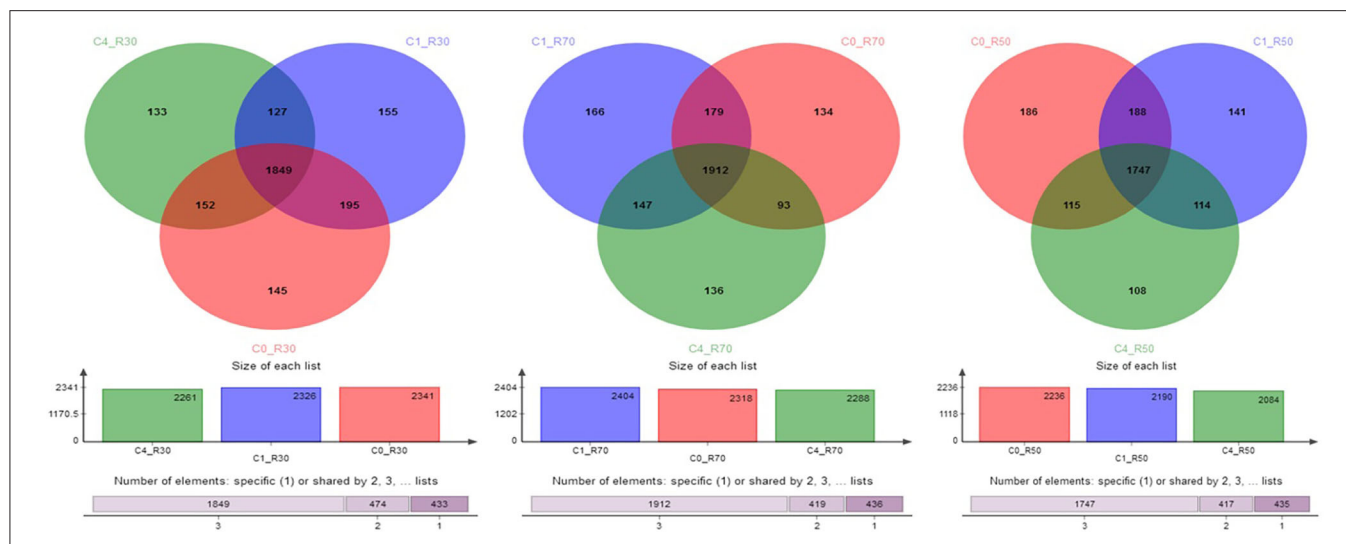 C4_R30
C1_R30
133
127
155
1849
152
195
145
C0_R30
Size of each list
2341
1170.5
0
2261
2326
2341
C4_R30
C1_R30
C0_R30
Number of elements: specific (1) or shared by 2, 3, ... lists
1849
474
433
3
2
1
C1_R70
C0_R70
166
179
134
1912
147
93
136
C4_R70
Size of each list
2404
1202
0
2404
2318
2288
C1_R70
C0_R70
C4_R70
Number of elements: specific (1) or shared by 2, 3, ... lists
1912
419
436
3
2
1
C0_R50
C1_R50
186
188
141
1747
115
114
108
C4_R50
Size of each list
2236
1118
0
2236
2190
2084
C0_R50
C1_R50
C4_R50
Number of elements: specific (1) or shared by 2, 3, ... lists
1747
417
435
3
2
1